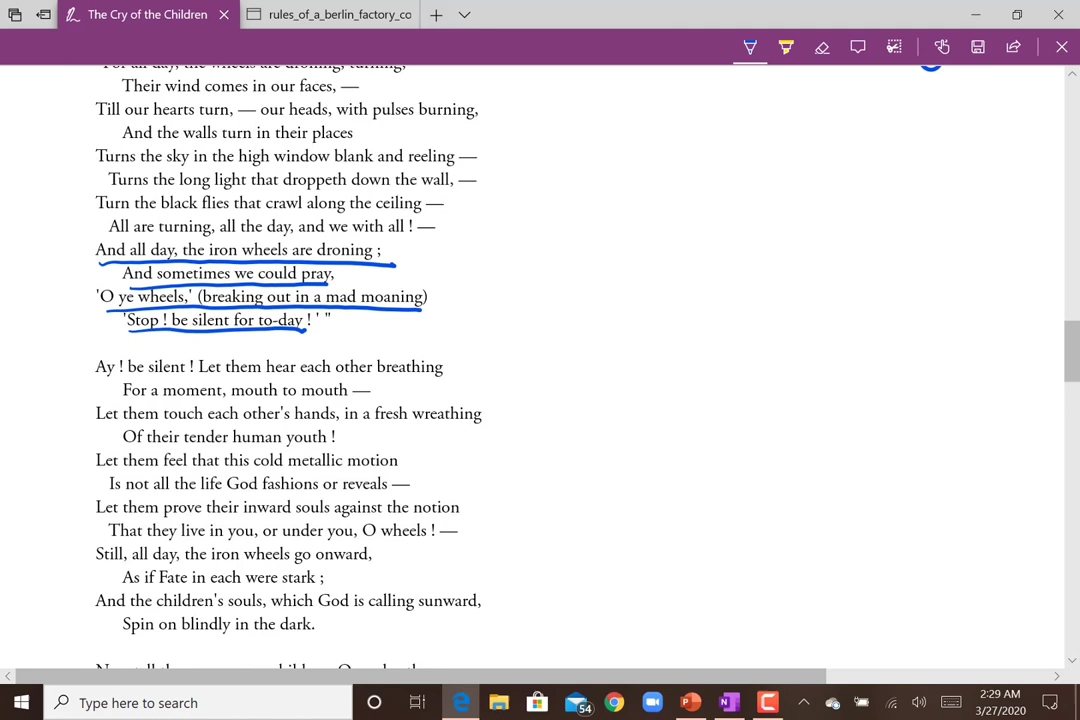 The Cry of the Children
rules_of_a_berlin_factory_co
"For all day, the wheels are droning, turning,
Their wind comes in our faces, —
Till our hearts turn, — our heads, with pulses burning,
And the walls turn in their places
Turns the sky in the high window blank and reeling —
Turns the long light that droppeth down the wall, —
Turn the black flies that crawl along the ceiling —
All are turning, all the day, and we with all ! —
And all day, the iron wheels are droning ;
And sometimes we could pray,
'O ye wheels,' (breaking out in a mad moaning)
'Stop ! be silent for to-day ! ' "
Ay ! be silent ! Let them hear each other breathing
For a moment, mouth to mouth —
Let them touch each other's hands, in a fresh wreathing
Of their tender human youth !
Let them feel that this cold metallic motion
Is not all the life God fashions or reveals —
Let them prove their inward souls against the notion
That they live in you, or under you, O wheels ! —
Still, all day, the iron wheels go onward,
As if Fate in each were stark ;
And the children's souls, which God is calling sunward,
Spin on blindly in the dark.
Type here to search
54
2:29 AM
3/27/2020